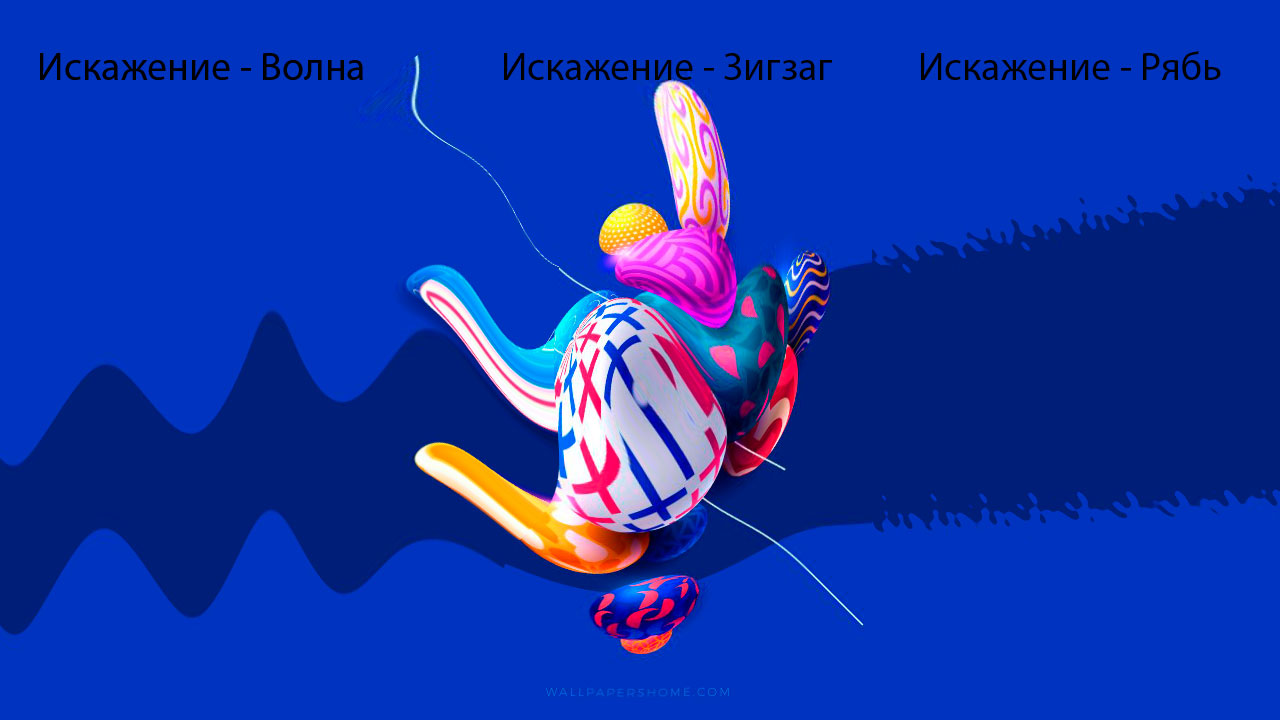 Искажение - Волна
Искажение - Зигзаг
Искажение - Рябь
WALLPAPERSHOME.COM